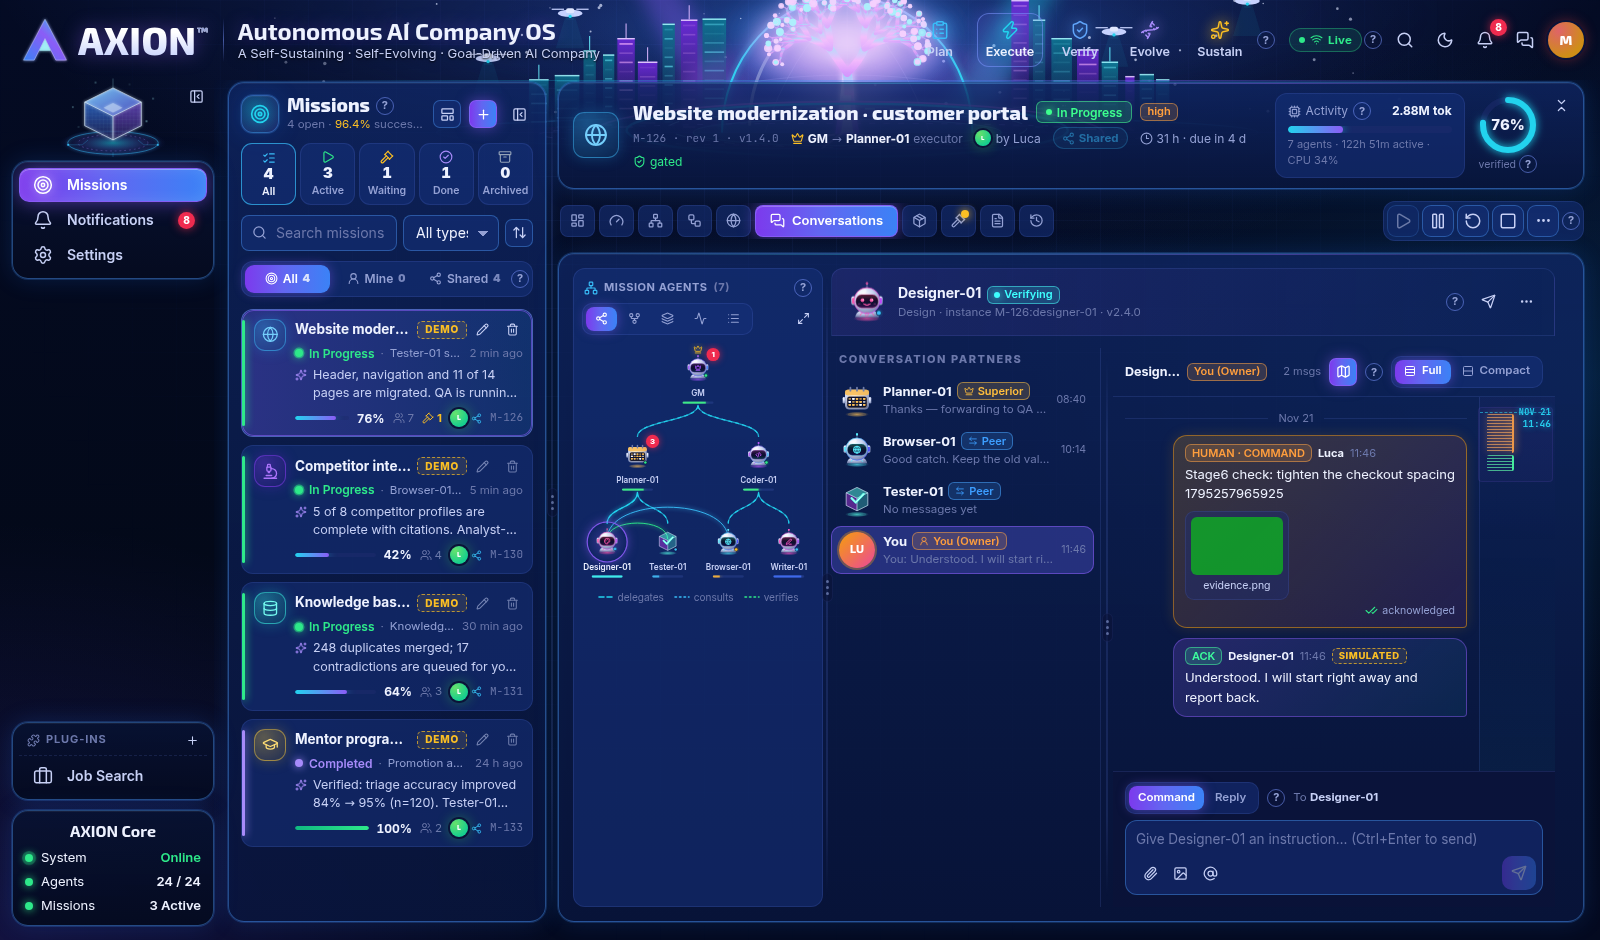 AXION™
Autonomous AI Company OS
A Self-Sustaining · Self-Evolving · Goal-Driven AI Company
Plan
Execute
Verify
Evolve
Sustain
?
Live
?
8
M
Missions
Notifications 8
Settings
PLUG-INS +
Job Search
AXION Core
System Online
Agents 24 / 24
Missions 3 Active
Missions ?
4 open · 96.4% succes...
4 All
3 Active
1 Waiting
1 Done
0 Archived
Search missions
All types
All 4
Mine 0
Shared 4
?
Website moder... DEMO
In Progress · Tester-01 s... 2 min ago
Header, navigation and 11 of 14
pages are migrated. QA is runnin...
76% 7 1 L M-126
Competitor inte... DEMO
In Progress · Browser-01... 5 min ago
5 of 8 competitor profiles are
complete with citations. Analyst-...
42% 4 L M-130
Knowledge bas... DEMO
In Progress · Knowledg... 30 min ago
248 duplicates merged; 17
contradictions are queued for yo...
64% 3 L M-131
Mentor progra... DEMO
Completed · Promotion a... 24 h ago
Verified: triage accuracy improved
84% → 95% (n=120). Tester-01...
100% 2 L M-133
Website modernization · customer portal In Progress high
M-126 · rev 1 · v1.4.0 GM → Planner-01 executor L by Luca Shared 31 h · due in 4 d
gated
Activity ? 2.88M tok
7 agents · 122h 51m active ·
CPU 34%
76%
verified ?
Conversations
?
MISSION AGENTS (7) ?
1
GM
3
Planner-01
Coder-01
Designer-01
Tester-01
Browser-01
Writer-01
delegates
consults
verifies
Designer-01 Verifying
Design · instance M-126:designer-01 · v2.4.0
?
CONVERSATION PARTNERS
Planner-01 Superior
Thanks — forwarding to QA ... 08:40
Browser-01 Peer
Good catch. Keep the old val... 10:14
Tester-01 Peer
No messages yet
LU
You You (Owner)
You: Understood. I will start ri... 11:46
Design... You (Owner) 2 msgs ? Full Compact
Nov 21
NOV 21
11:46
HUMAN · COMMAND Luca 11:46
Stage6 check: tighten the checkout spacing
1795257965925
evidence.png
acknowledged
ACK Designer-01 11:46 SIMULATED
Understood. I will start right away and
report back.
Command Reply ? To Designer-01
Give Designer-01 an instruction... (Ctrl+Enter to send)